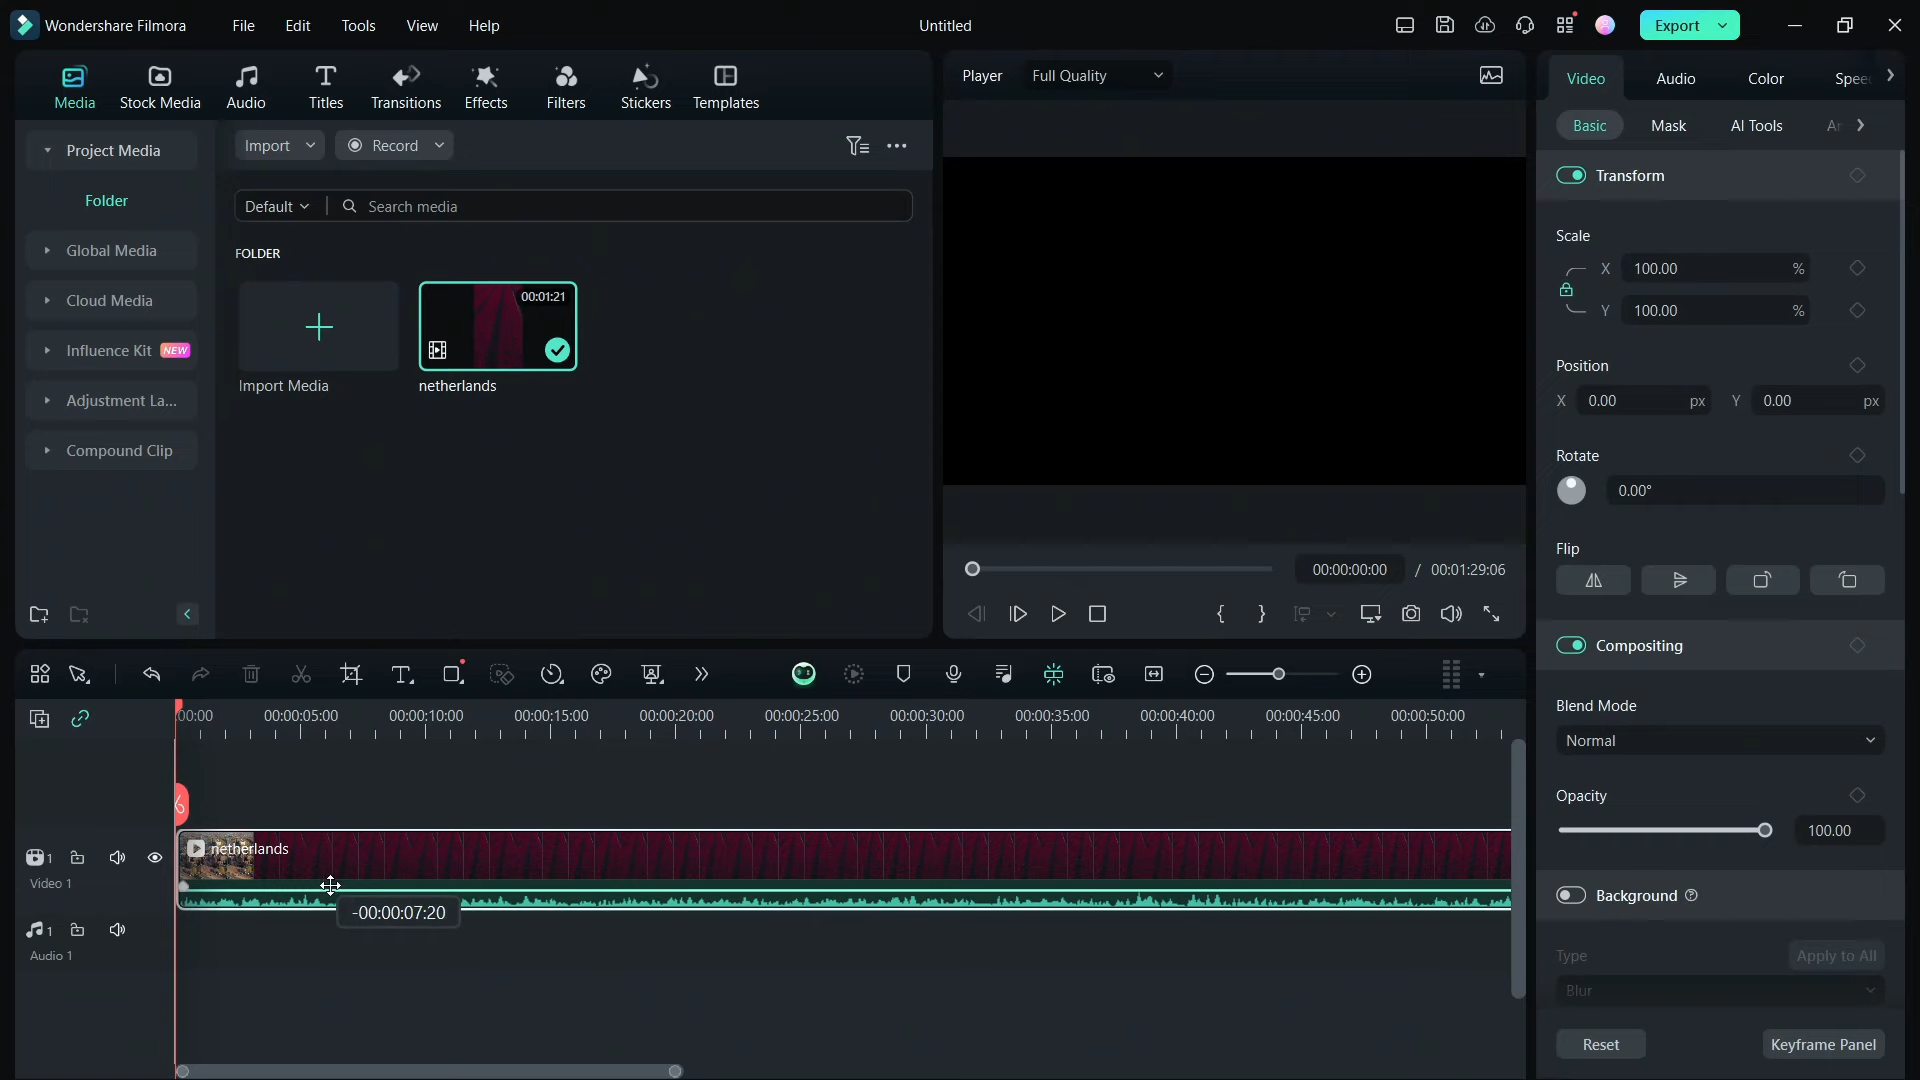 Wondershare Filmora
File
Edit
Tools
View
Help
Untitled
Export
Media
Stock Media
Audio
Titles
Transitions
Effects
Filters
Stickers
Templates
Player
Full Quality
Video
Audio
Color
Basic
Mask
AI Tools
Project Media
Folder
Global Media
Cloud Media
Influence Kit NEW
Adjustment La...
Compound Clip
Import
Record
Default
Search media
FOLDER
Import Media
00:01:21
netherlands
00:00:00:00 / 00:01:29:06
Transform
Scale
X 100.00 %
Y 100.00 %
Position
X 0.00 px Y 0.00 px
Rotate
0.00°
Flip
Compositing
Blend Mode
Normal
Opacity
100.00
Background
Type
Apply to All
Blur
Reset
Keyframe Panel
00:00 00:00:05:00 00:00:10:00 00:00:15:00 00:00:20:00 00:00:25:00 00:00:30:00 00:00:35:00 00:00:40:00 00:00:45:00 00:00:50:00
netherlands
-00:00:07:20
1
Video 1
1
Audio 1